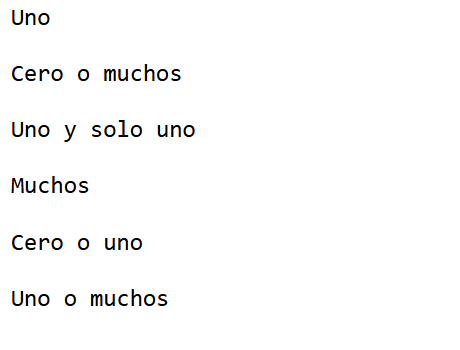 Uno
Cero o muchos
Uno y solo uno
Muchos
Cero o uno
Uno o muchos